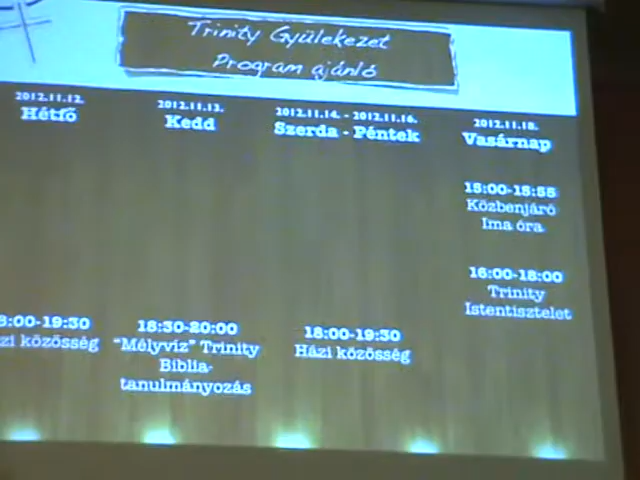 Trinity Gyülekezet
Program ajánló
2012.11.12.
Hétfő
2012.11.13.
Kedd
2012.11.14. - 2012.11.16.
Szerda - Péntek
2012.11.18.
Vasárnap
15:00-15:55
Közbenjáró
Ima óra
16:00-18:00
Trinity
Istentisztelet
8:00-19:30
zi közösség
18:30-20:00
"Mélyvíz" Trinity
Biblia-
tanulmányozás
18:00-19:30
Házi közösség